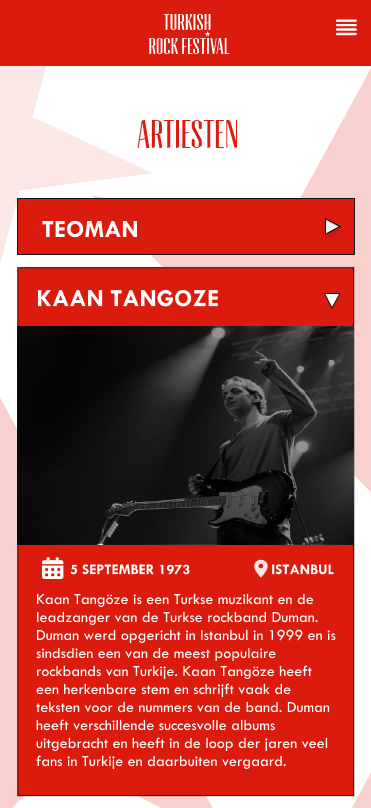 TURKISH
ROCK FESTIVAL
ARTIESTEN
TEOMAN
KAAN TANGOZE
5 SEPTEMBER 1973
ISTANBUL
Kaan Tangöze is een Turkse muzikant en de
leadzanger van de Turkse rockband Duman.
Duman werd opgericht in Istanbul in 1999 en is
sindsdien een van de meest populaire
rockbands van Turkije. Kaan Tangöze heeft
een herkenbare stem en schrijft vaak de
teksten voor de nummers van de band. Duman
heeft verschillende succesvolle albums
uitgebracht en heeft in de loop der jaren veel
fans in Turkije en daarbuiten vergaard.